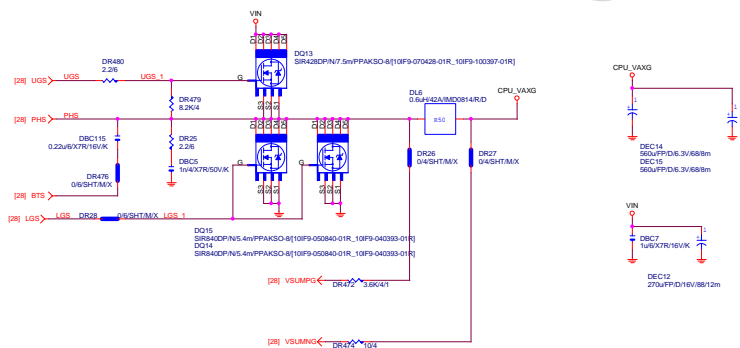 VIN
D1 D2 D3 D4 D5
DQ13
SIR428DP/N/7.5m/PPAKSO-8/[10IF9-070428-01R_10IF9-100397-01R]
DR480
2.2/6
[28] UGS
UGS
UGS_1
G
S3 S2 S1
DR479
8.2K/4
DL6
0.6uH/42A/IMD0814/R/D
R50
CPU_VAXG
[28] PHS
PHS
D1 D2 D3 D4 D5
D1 D2 D3 D4 D5
DBC115
0.22u/6/X7R/16V/K
DR25
2.2/6
DR26
0/4/SHT/M/X
DR27
0/4/SHT/M/X
DBC5
1n/4/X7R/50V/K
G
G
DR476
0/6/SHT/M/X
S3 S2 S1
S3 S2 S1
[28] BTS
[28] LGS
LGS
DR28
0/6/SHT/M/X
LGS_1
DQ15
SIR840DP/N/5.4m/PPAKSO-8/[10IF9-050840-01R_10IF9-040393-01R]
DQ14
SIR840DP/N/5.4m/PPAKSO-8/[10IF9-050840-01R_10IF9-040393-01R]
[28] VSUMPG
DR472
3.6K/4/1
[28] VSUMNG
DR474
10/4
CPU_VAXG
1
1
DEC14
560u/FP/D/6.3V/68/8m
DEC15
560u/FP/D/6.3V/68/8m
VIN
1
DBC7
1u/6/X7R/16V/K
DEC12
270u/FP/D/16V/88/12m